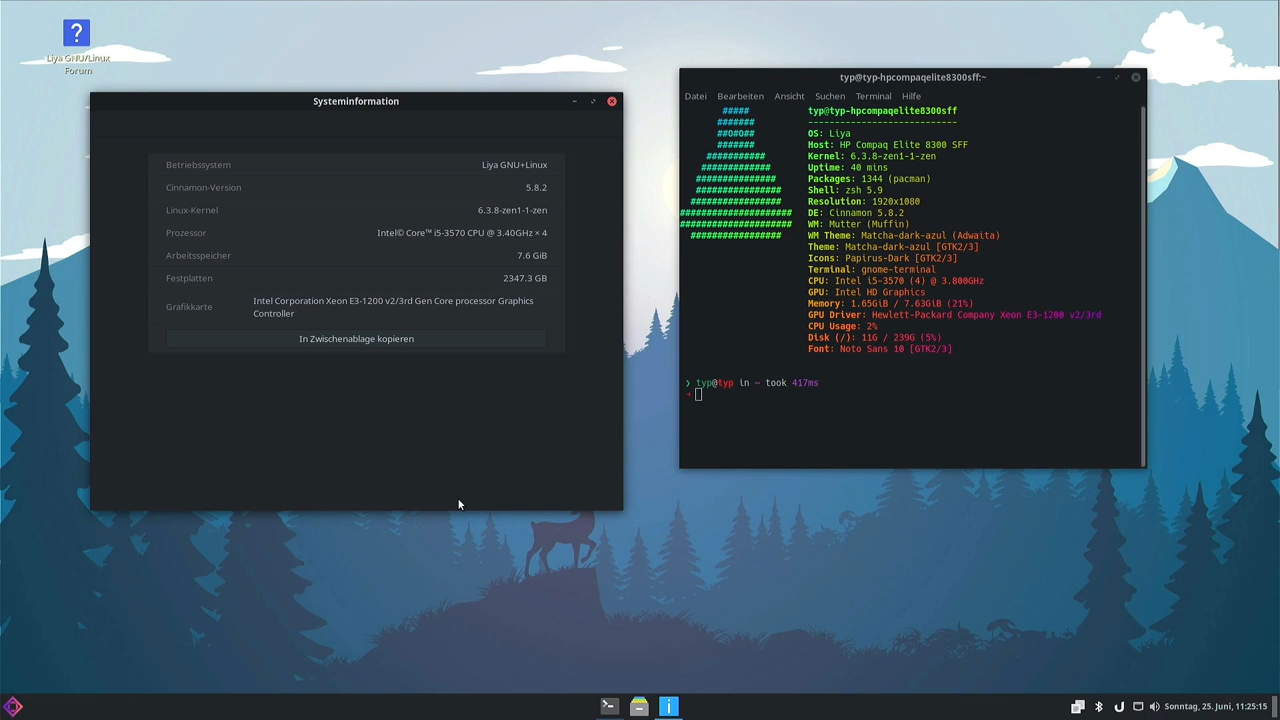 ?
Liya GNU/Linux
Forum
Systeminformation
Betriebssystem Liya GNU+Linux
Cinnamon-Version 5.8.2
Linux-Kernel 6.3.8-zen1-1-zen
Prozessor Intel© Core™ i5-3570 CPU @ 3.40GHz × 4
Arbeitsspeicher 7.6 GiB
Festplatten 2347.3 GB
Grafikkarte Intel Corporation Xeon E3-1200 v2/3rd Gen Core processor Graphics
Controller
In Zwischenablage kopieren
typ@typ-hpcompaqelite8300sff:~
Datei Bearbeiten Ansicht Suchen Terminal Hilfe
##### typ@typ-hpcompaqelite8300sff
####### ---------------------------
##O#O## OS: Liya
####### Host: HP Compaq Elite 8300 SFF
########### Kernel: 6.3.8-zen1-1-zen
############# Uptime: 40 mins
############### Packages: 1344 (pacman)
################ Shell: zsh 5.9
################# Resolution: 1920x1080
##################### DE: Cinnamon 5.8.2
##################### WM: Mutter (Muffin)
################# WM Theme: Matcha-dark-azul (Adwaita)
Theme: Matcha-dark-azul [GTK2/3]
Icons: Papirus-Dark [GTK2/3]
Terminal: gnome-terminal
CPU: Intel i5-3570 (4) @ 3.800GHz
GPU: Intel HD Graphics
Memory: 1.65GiB / 7.63GiB (21%)
GPU Driver: Hewlett-Packard Company Xeon E3-1200 v2/3rd
CPU Usage: 2%
Disk (/): 11G / 239G (5%)
Font: Noto Sans 10 [GTK2/3]
❯ typ@typ in ~ took 417ms
→
Sonntag, 25. Juni, 11:25:15